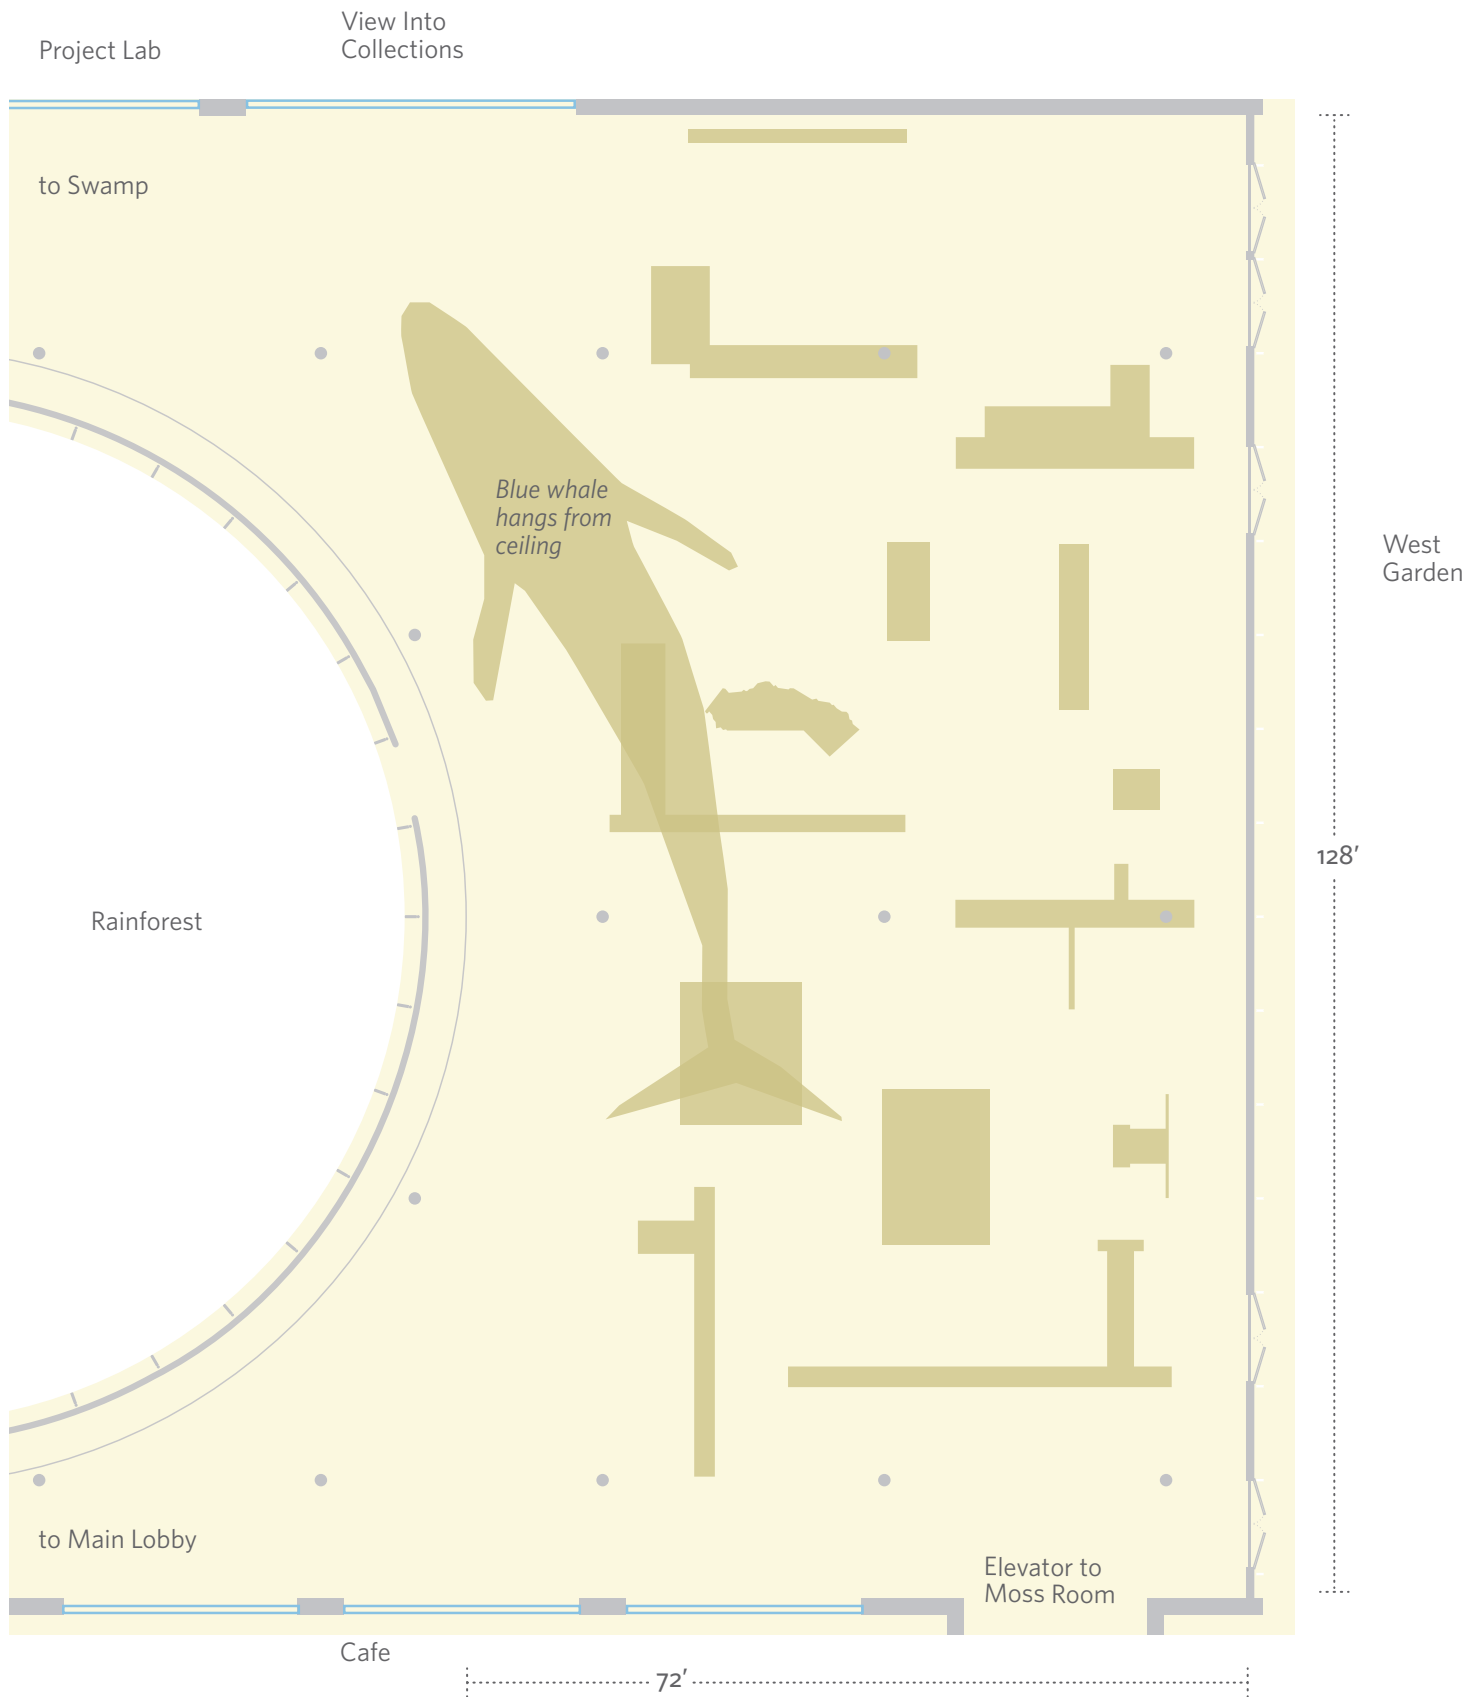 View Into
Collections
Project Lab
to Swamp
Blue whale
hangs from
ceiling
West
Garden
128′
Rainforest
to Main Lobby
Elevator to
Moss Room
Cafe
72′